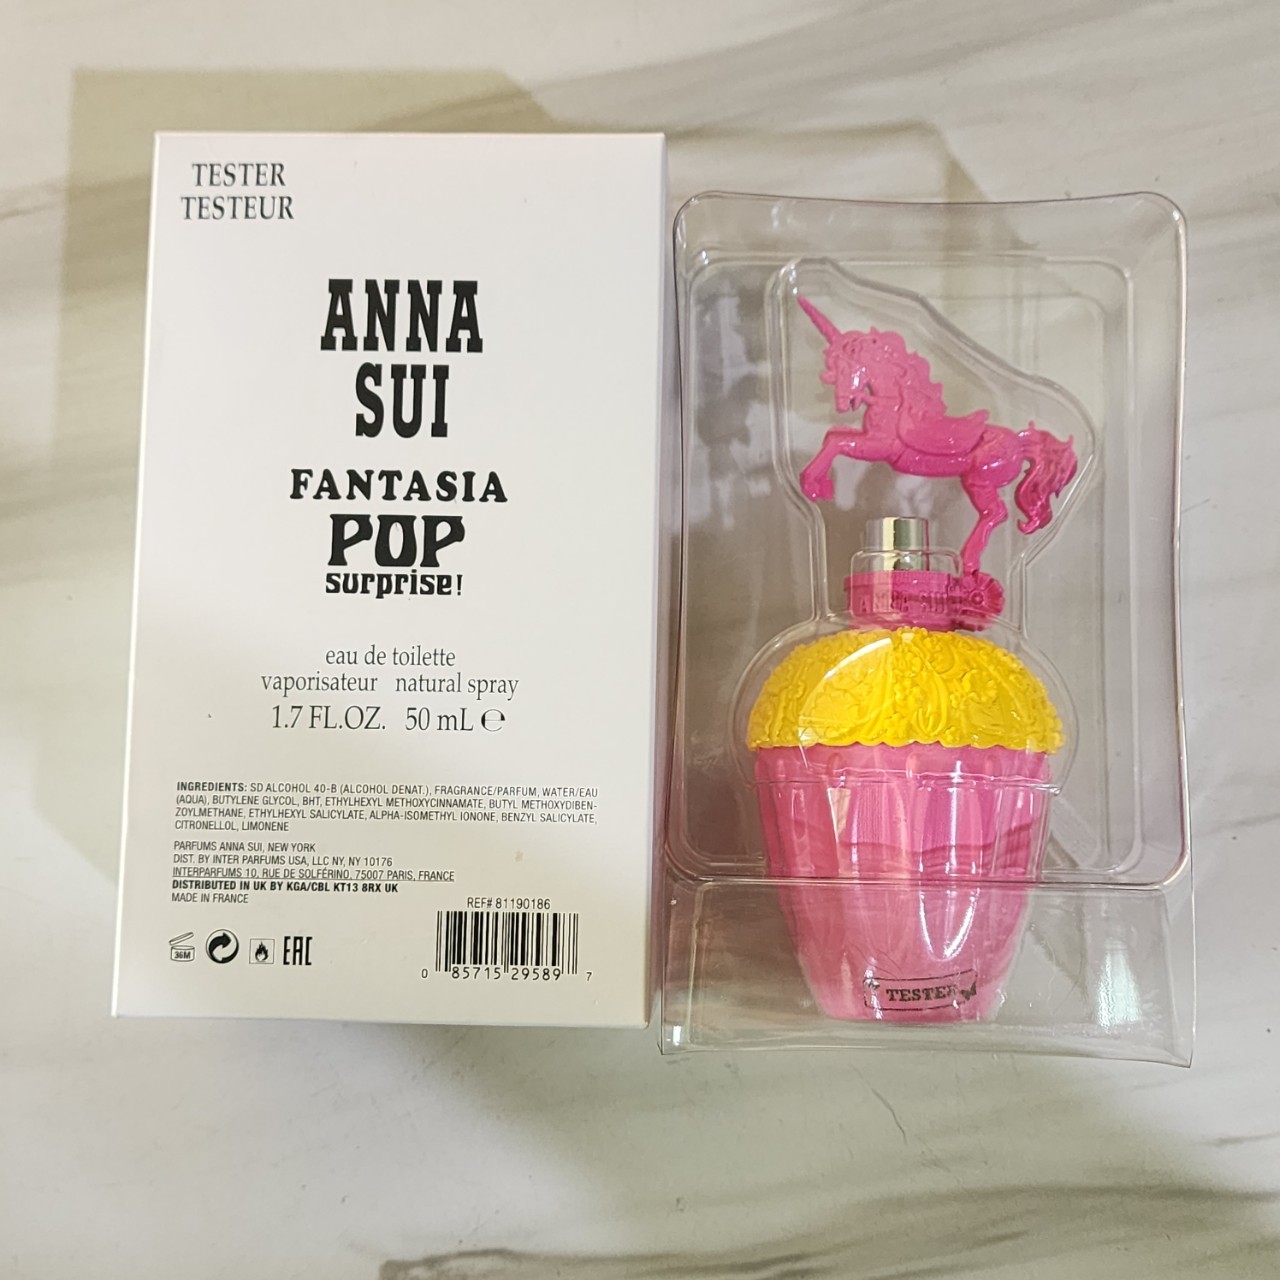 TESTER
TESTEUR
ANNA
SUI
FANTASIA
POP
surprise!
eau de toilette
vaporisateur natural spray
1.7 FL.OZ. 50 mL ℮
INGREDIENTS: SD ALCOHOL 40-B (ALCOHOL DENAT.), FRAGRANCE/PARFUM, WATER/EAU
(AQUA), BUTYLENE GLYCOL, BHT, ETHYLHEXYL METHOXYCINNAMATE, BUTYL METHOXYDIBEN-
ZOYLMETHANE, ETHYLHEXYL SALICYLATE, ALPHA-ISOMETHYL IONONE, BENZYL SALICYLATE,
CITRONELLOL, LIMONENE
PARFUMS ANNA SUI, NEW YORK
DIST. BY INTER PARFUMS USA, LLC NY, NY 10176
INTERPARFUMS 10, RUE DE SOLFÉRINO, 75007 PARIS, FRANCE
DISTRIBUTED IN UK BY KGA/CBL KT13 8RX UK
MADE IN FRANCE
36M
EAC
REF# 81190186
0 85715 29589 7
ANNA SUI
TESTER